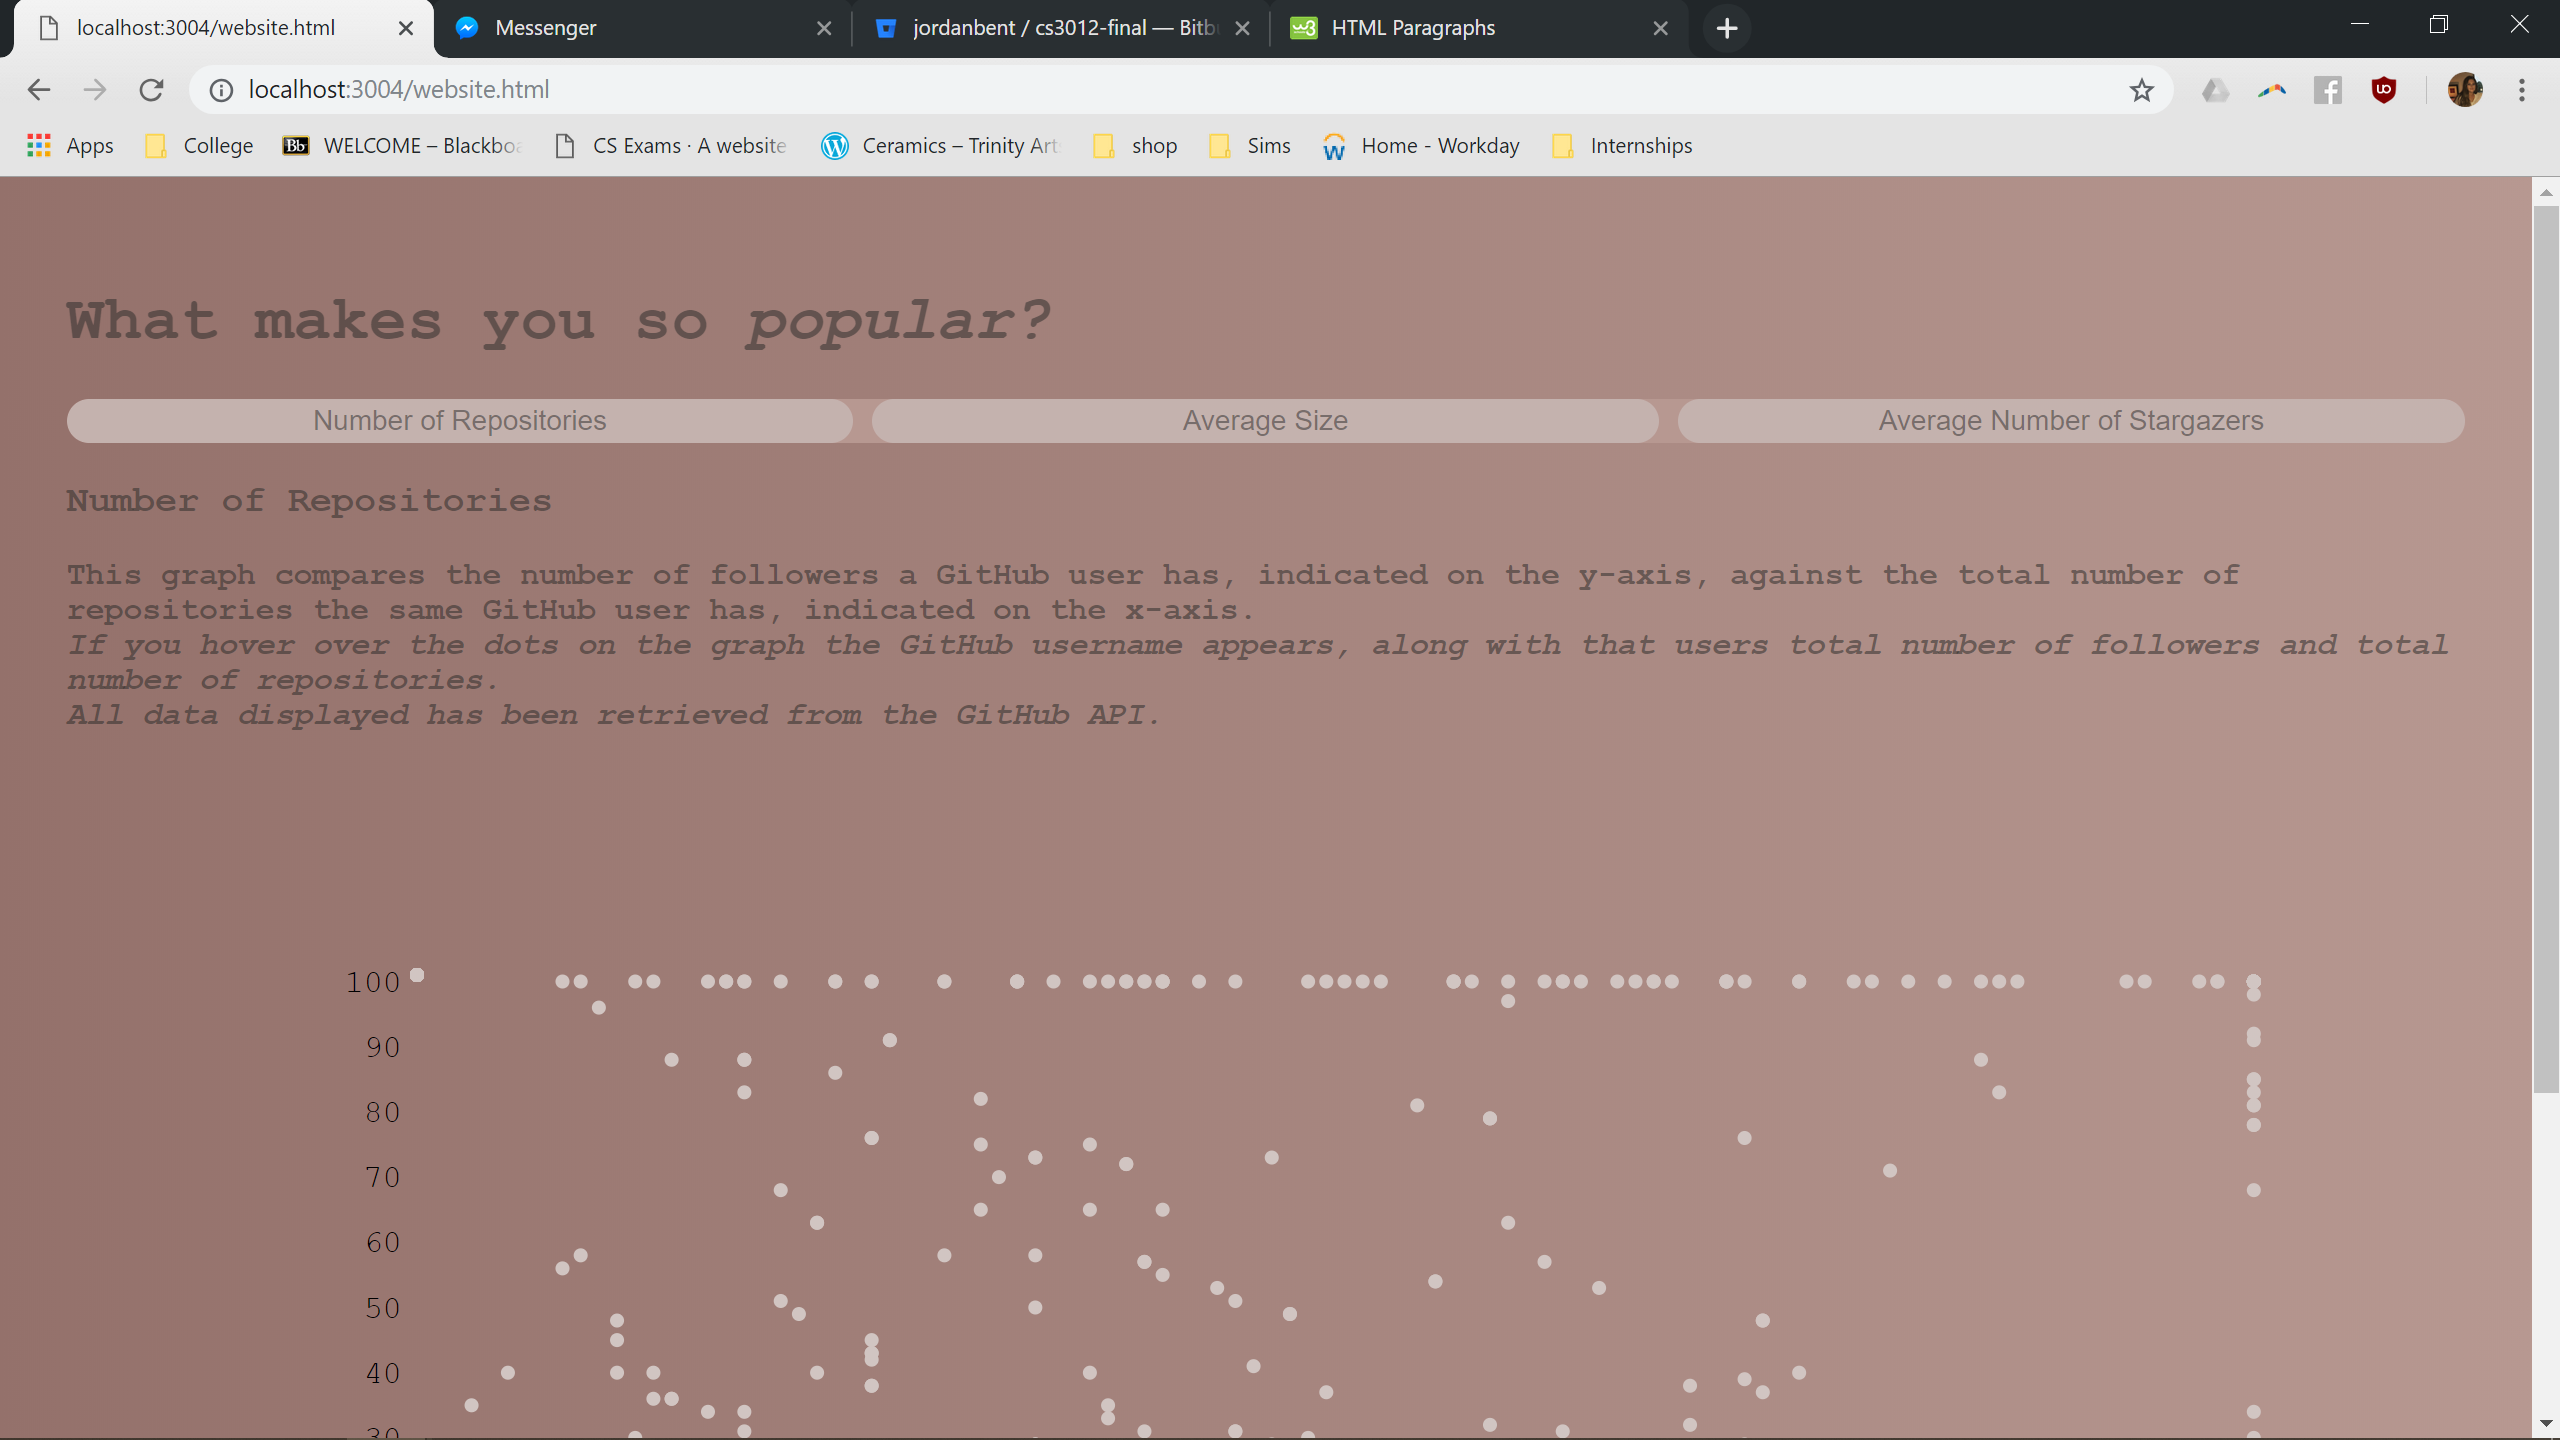 localhost:3004/website.html
Messenger
jordanbent / cs3012-final — Bitb
HTML Paragraphs
localhost:3004/website.html
Apps
College
WELCOME – Blackboa
CS Exams · A website
Ceramics – Trinity Art
shop
Sims
Home - Workday
Internships
What makes you so popular?
Number of Repositories
Average Size
Average Number of Stargazers
Number of Repositories
This graph compares the number of followers a GitHub user has, indicated on the y-axis, against the total number of
repositories the same GitHub user has, indicated on the x-axis.
If you hover over the dots on the graph the GitHub username appears, along with that users total number of followers and total
number of repositories.
All data displayed has been retrieved from the GitHub API.
100
90
80
70
60
50
40
30